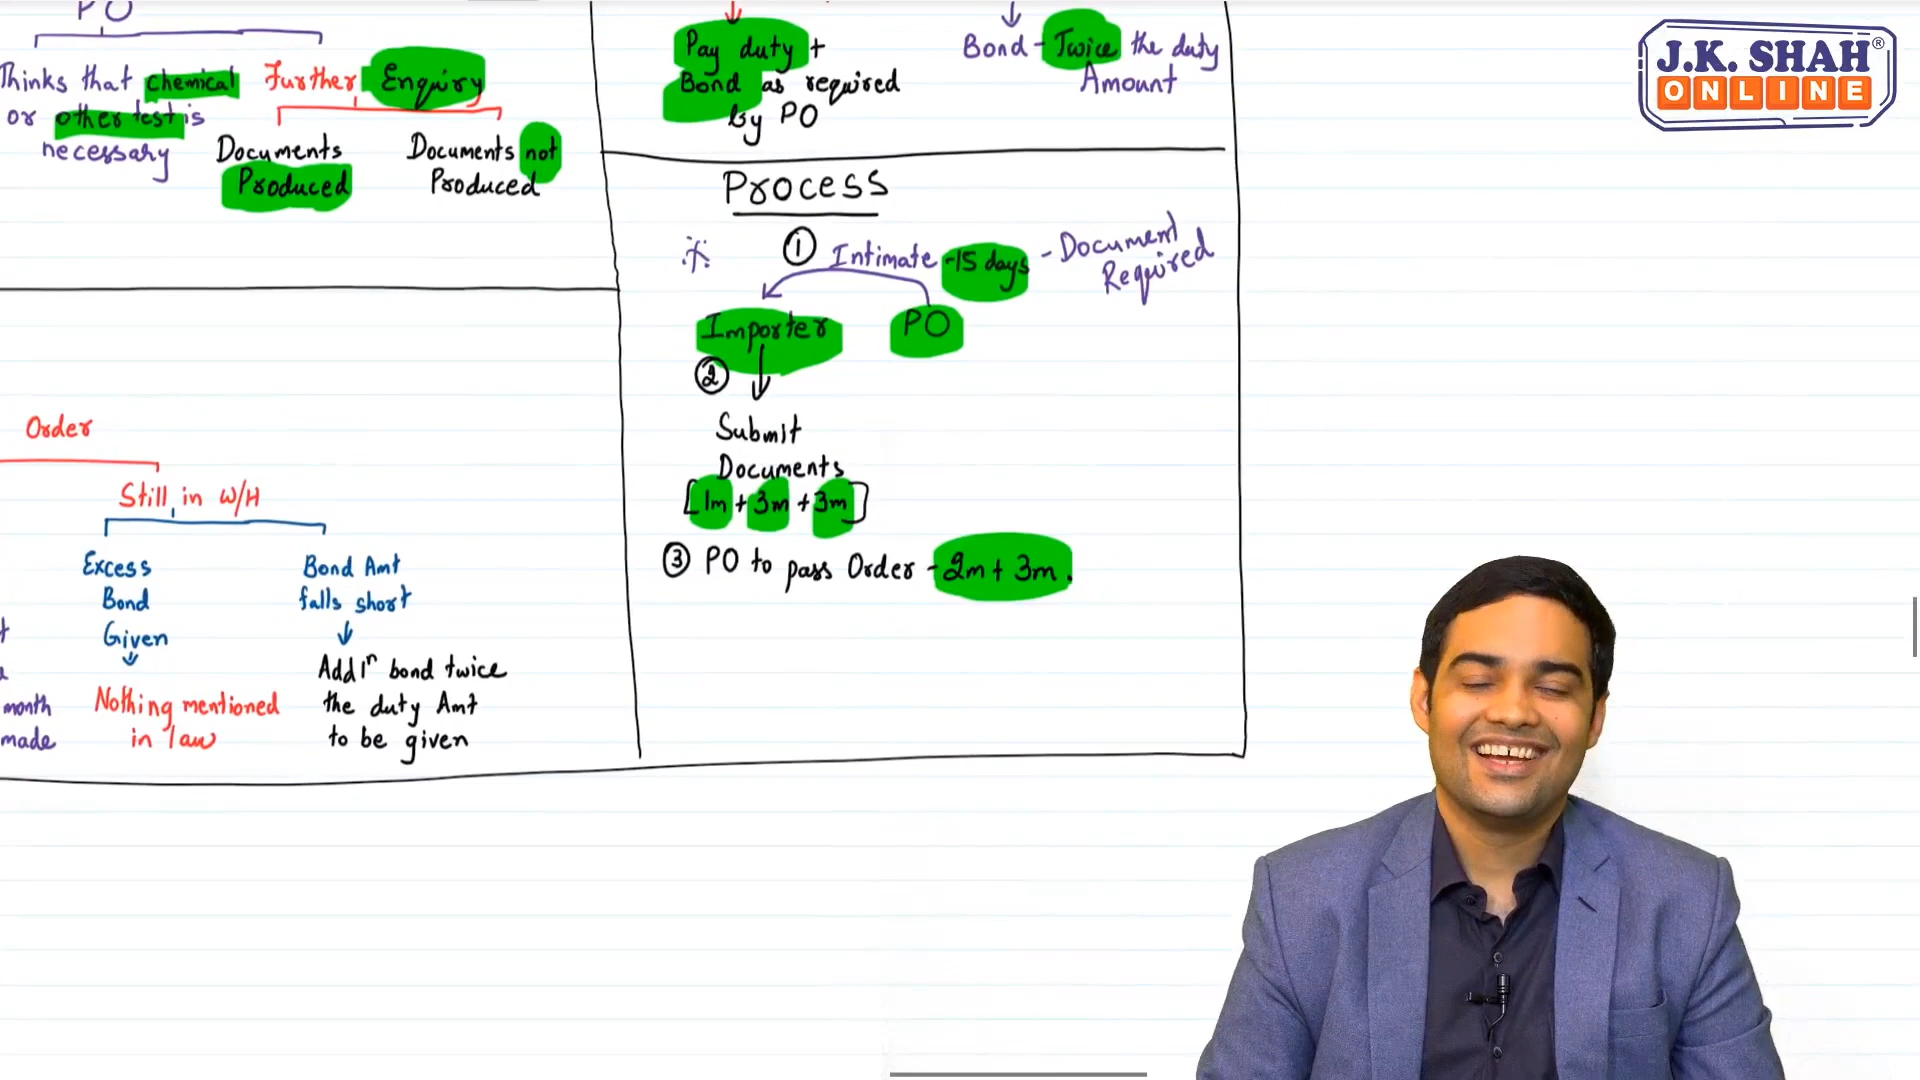 PO
Thinks that chemical
or other test is
necessary
Further Enquiry
Documents
Produced
Documents not
Produced
Order
Still in W/H
Excess
Bond
Given
Nothing mentioned
in law
Bond Amt
falls short
Addlⁿ bond twice
the duty Amt
to be given
month
made
Pay duty +
Bond as required
by PO
Bond - Twice the duty
Amount
Process
① Intimate - 15 days - Document
Required
Importer PO
②
Submit
Documents
[1m + 3m + 3m]
③ PO to pass Order - 2m + 3m.
J.K. SHAH®
ONLINE